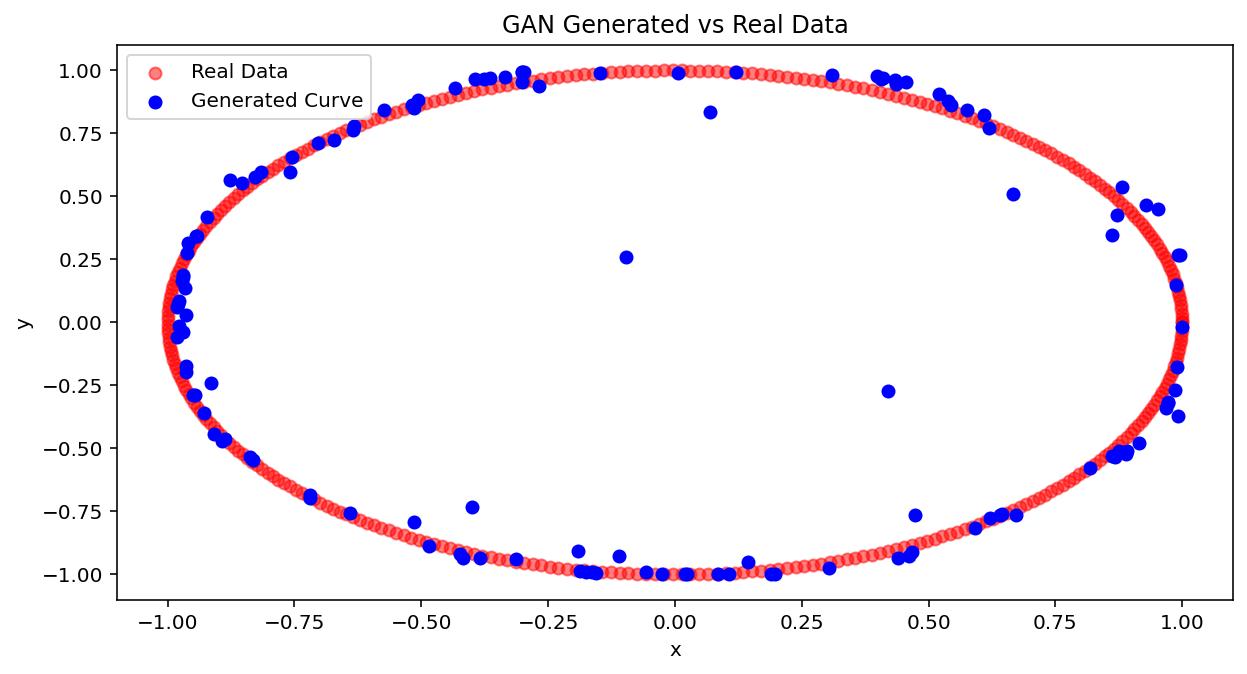 GAN Generated vs Real Data
Real Data
Generated Curve
1.00
0.75
0.50
0.25
0.00
−0.25
−0.50
−0.75
−1.00
y
−1.00 −0.75 −0.50 −0.25 0.00 0.25 0.50 0.75 1.00
x